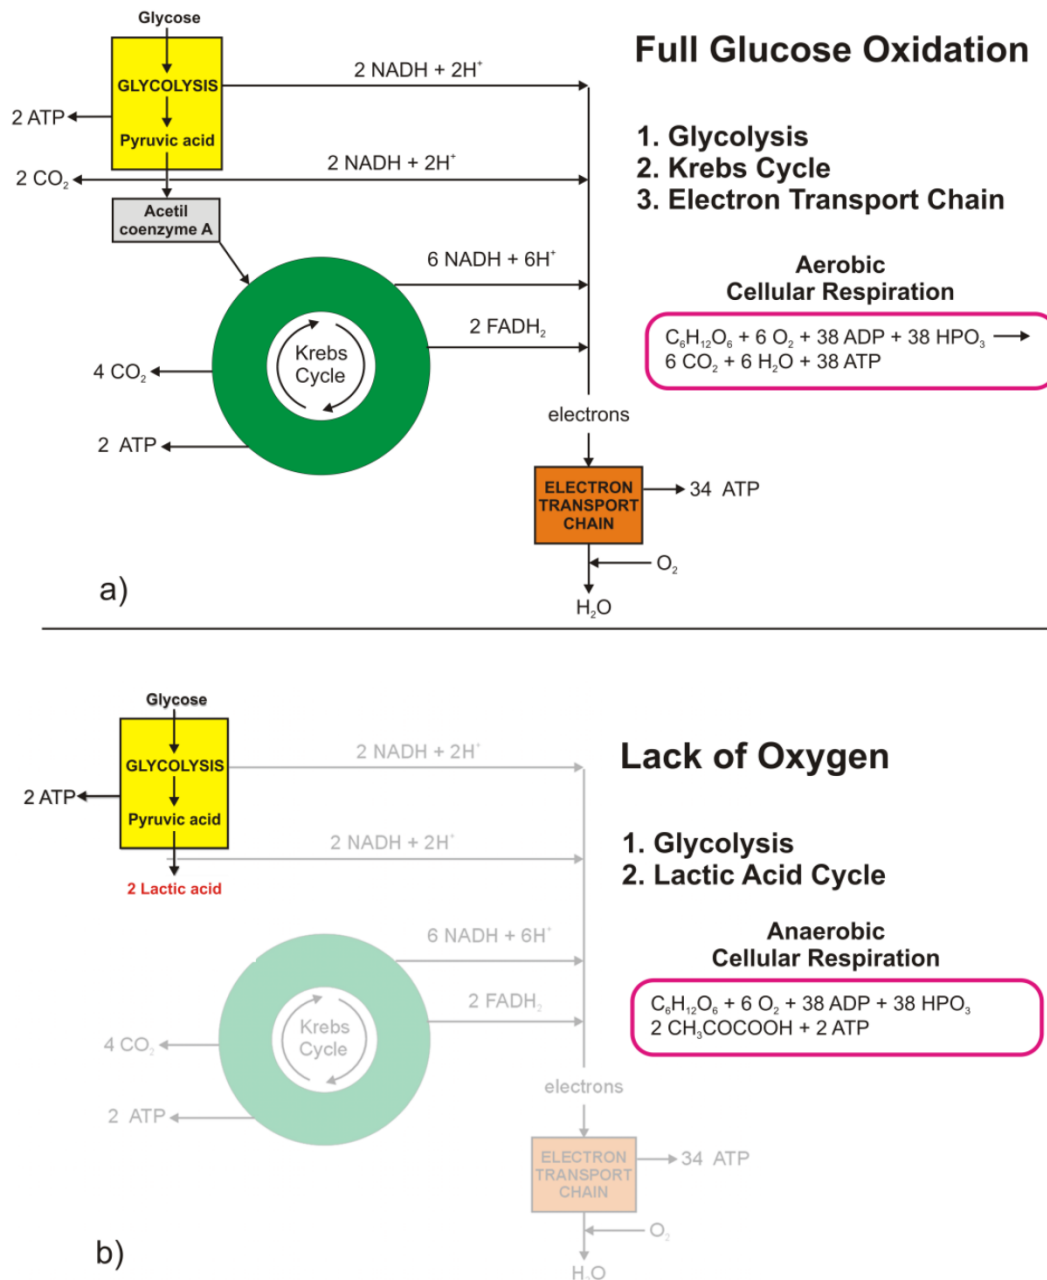 Glycose
GLYCOLYSIS
Pyruvic acid
2 ATP
2 NADH + 2H⁺
2 CO₂
2 NADH + 2H⁺
Acetil
coenzyme A
6 NADH + 6H⁺
2 FADH₂
Krebs
Cycle
4 CO₂
2 ATP
electrons
ELECTRON
TRANSPORT
CHAIN
34 ATP
O₂
H₂O
a)
Full Glucose Oxidation
1. Glycolysis
2. Krebs Cycle
3. Electron Transport Chain
Aerobic
Cellular Respiration
C₆H₁₂O₆ + 6 O₂ + 38 ADP + 38 HPO₃ →
6 CO₂ + 6 H₂O + 38 ATP
Glycose
GLYCOLYSIS
Pyruvic acid
2 ATP
2 NADH + 2H⁺
2 NADH + 2H⁺
2 Lactic acid
6 NADH + 6H⁺
2 FADH₂
Krebs
Cycle
4 CO₂
2 ATP
electrons
ELECTRON
TRANSPORT
CHAIN
34 ATP
O₂
H₂O
b)
Lack of Oxygen
1. Glycolysis
2. Lactic Acid Cycle
Anaerobic
Cellular Respiration
C₆H₁₂O₆ + 6 O₂ + 38 ADP + 38 HPO₃
2 CH₃COCOOH + 2 ATP